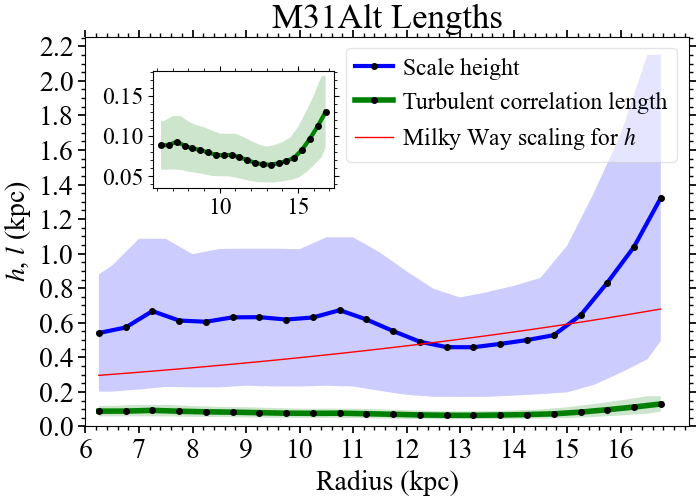 M31Alt Lengths
2.2
2.0
1.8
1.6
1.4
1.2
1.0
0.8
0.6
0.4
0.2
0.0
h, l (kpc)
0.15
0.10
0.05
10 15
Scale height
Turbulent correlation length
Milky Way scaling for h
6 7 8 9 10 11 12 13 14 15 16
Radius (kpc)